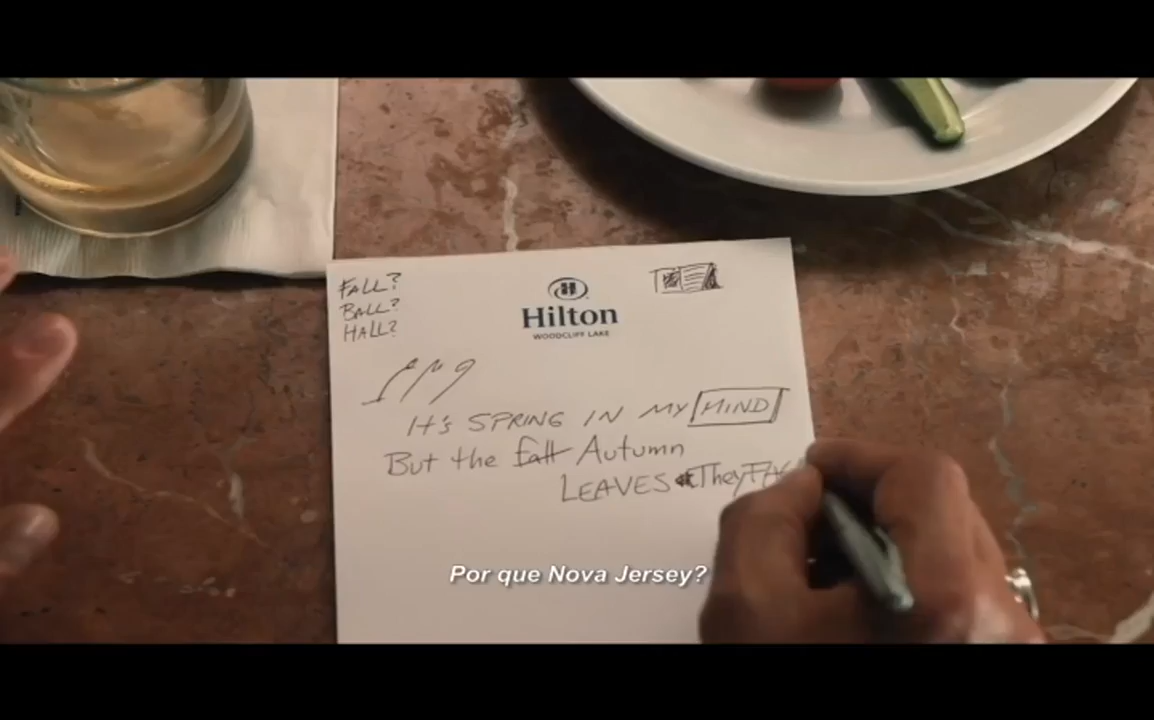 FALL?
BALL?
HALL?
Hilton
WOODCLIFF LAKE
IT'S SPRING IN MY MIND
But the fall Autumn
LEAVES They
Por que Nova Jersey?